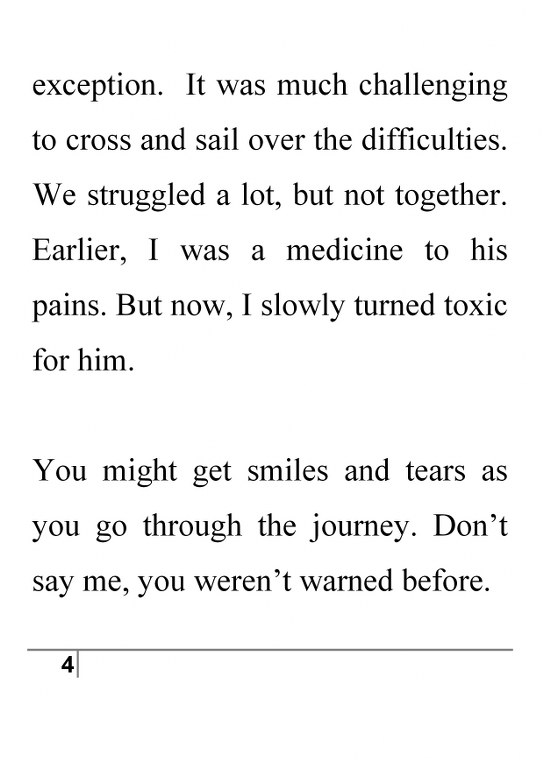 exception.  It was much challenging
to cross and sail over the difficulties.
We struggled a lot, but not together.
Earlier, I was a medicine to his
pains. But now, I slowly turned toxic
for him.
You might get smiles and tears as
you go through the journey. Don’t
say me, you weren’t warned before.
4